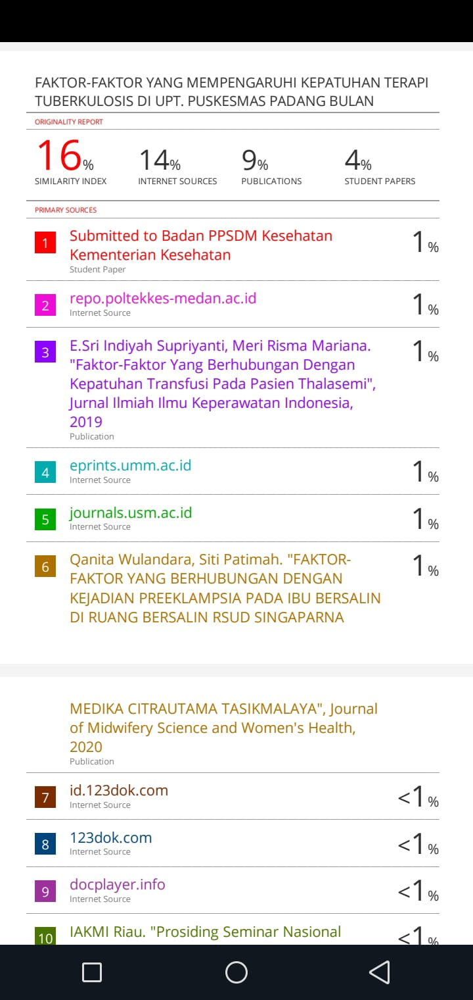 FAKTOR-FAKTOR YANG MEMPENGARUHI KEPATUHAN TERAPI
TUBERKULOSIS DI UPT. PUSKESMAS PADANG BULAN
ORIGINALITY REPORT
16% 14% 9% 4%
SIMILARITY INDEX INTERNET SOURCES PUBLICATIONS STUDENT PAPERS
PRIMARY SOURCES
1 Submitted to Badan PPSDM Kesehatan 1%
Kementerian Kesehatan
Student Paper
2 repo.poltekkes-medan.ac.id 1%
Internet Source
3 E.Sri Indiyah Supriyanti, Meri Risma Mariana. 1%
"Faktor-Faktor Yang Berhubungan Dengan
Kepatuhan Transfusi Pada Pasien Thalasemi",
Jurnal Ilmiah Ilmu Keperawatan Indonesia,
2019
Publication
4 eprints.umm.ac.id 1%
Internet Source
5 journals.usm.ac.id 1%
Internet Source
6 Qanita Wulandara, Siti Patimah. "FAKTOR- 1%
FAKTOR YANG BERHUBUNGAN DENGAN
KEJADIAN PREEKLAMPSIA PADA IBU BERSALIN
DI RUANG BERSALIN RSUD SINGAPARNA
MEDIKA CITRAUTAMA TASIKMALAYA", Journal
of Midwifery Science and Women's Health,
2020
Publication
7 id.123dok.com <1%
Internet Source
8 123dok.com <1%
Internet Source
9 docplayer.info <1%
Internet Source
10 IAKMI Riau. "Prosiding Seminar Nasional <1%